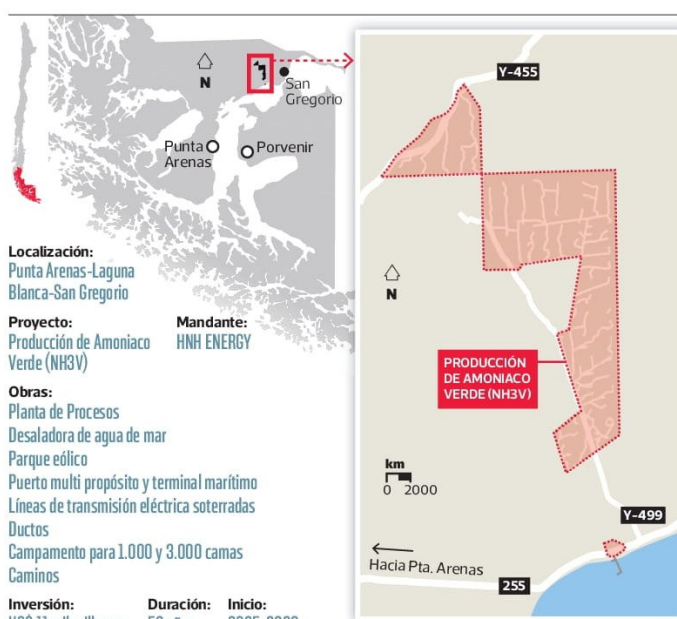 N
San
Gregorio
Punta
Arenas
Porvenir
Localización:
Punta Arenas-Laguna
Blanca-San Gregorio
Proyecto:
Producción de Amoniaco
Verde (NH3V)
Mandante:
HNH ENERGY
Obras:
Planta de Procesos
Desaladora de agua de mar
Parque eólico
Puerto multi propósito y terminal marítimo
Líneas de transmisión eléctrica soterradas
Ductos
Campamento para 1.000 y 3.000 camas
Caminos
Inversión:
Duración:
Inicio:
Y-455
N
PRODUCCIÓN
DE AMONIACO
VERDE (NH3V)
km
0 2000
Y-499
Hacia Pta. Arenas
255